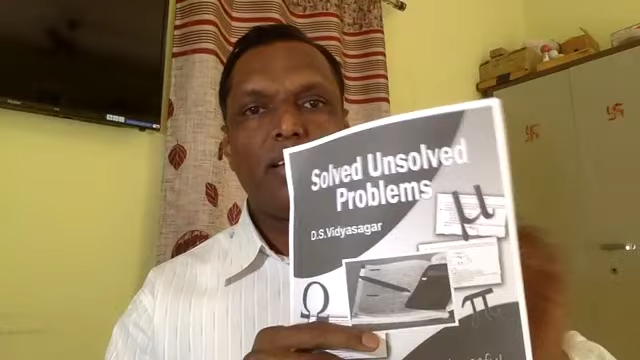 Solved Unsolved
Problems
D.S.Vidyasagar
μ
Ω
π